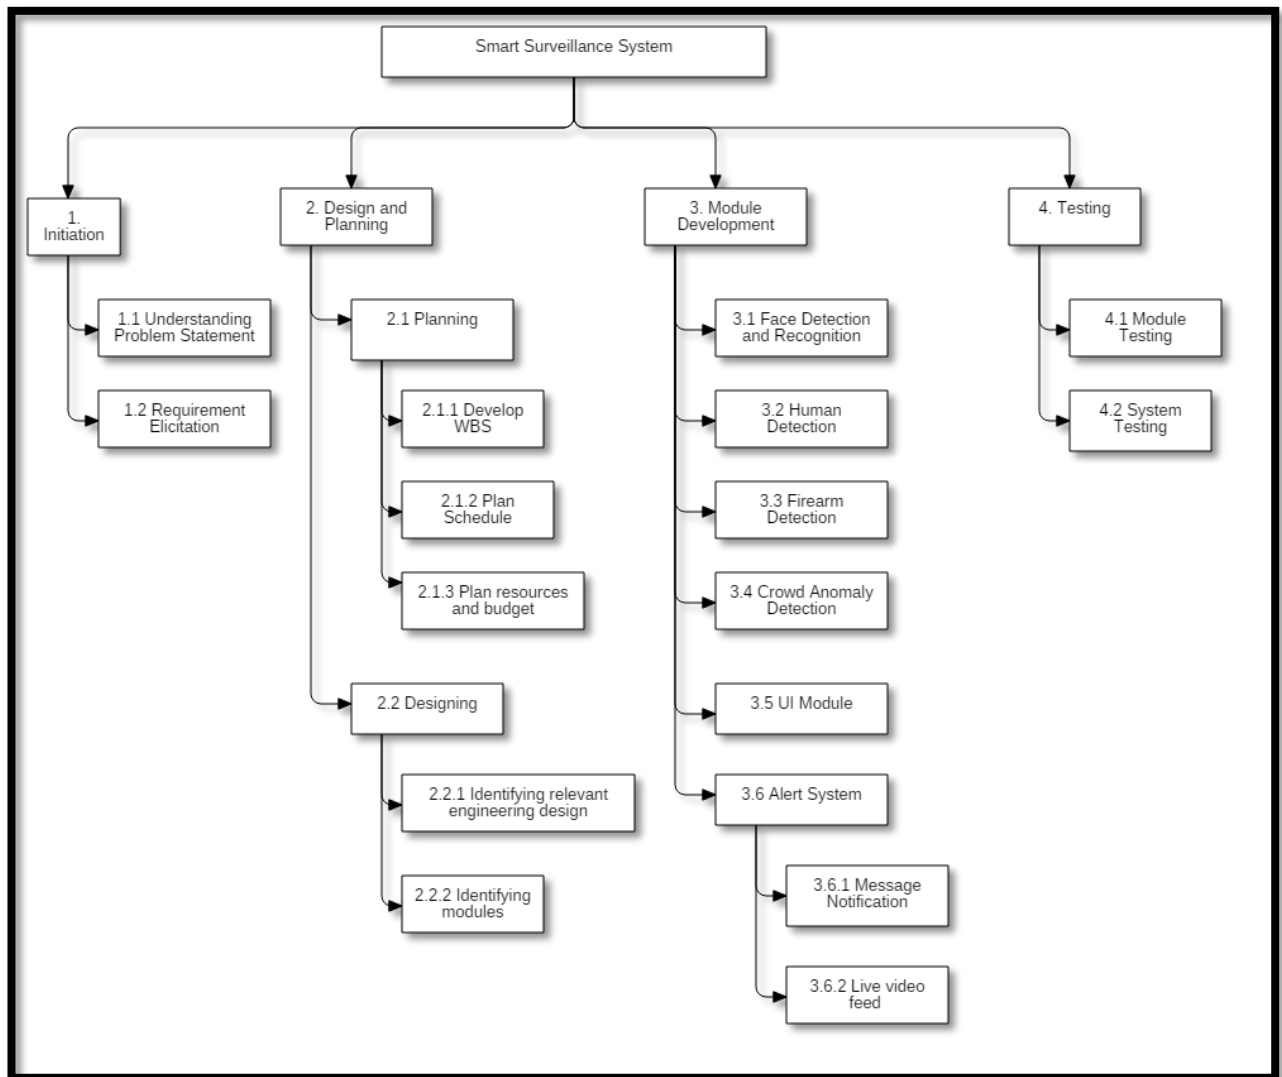 Smart Surveillance System
1.
Initiation
1.1 Understanding
Problem Statement
1.2 Requirement
Elicitation
2. Design and
Planning
2.1 Planning
2.1.1 Develop
WBS
2.1.2 Plan
Schedule
2.1.3 Plan resources
and budget
2.2 Designing
2.2.1 Identifying relevant
engineering design
2.2.2 Identifying
modules
3. Module
Development
3.1 Face Detection
and Recognition
3.2 Human
Detection
3.3 Firearm
Detection
3.4 Crowd Anomaly
Detection
3.5 UI Module
3.6 Alert System
3.6.1 Message
Notification
3.6.2 Live video
feed
4. Testing
4.1 Module
Testing
4.2 System
Testing